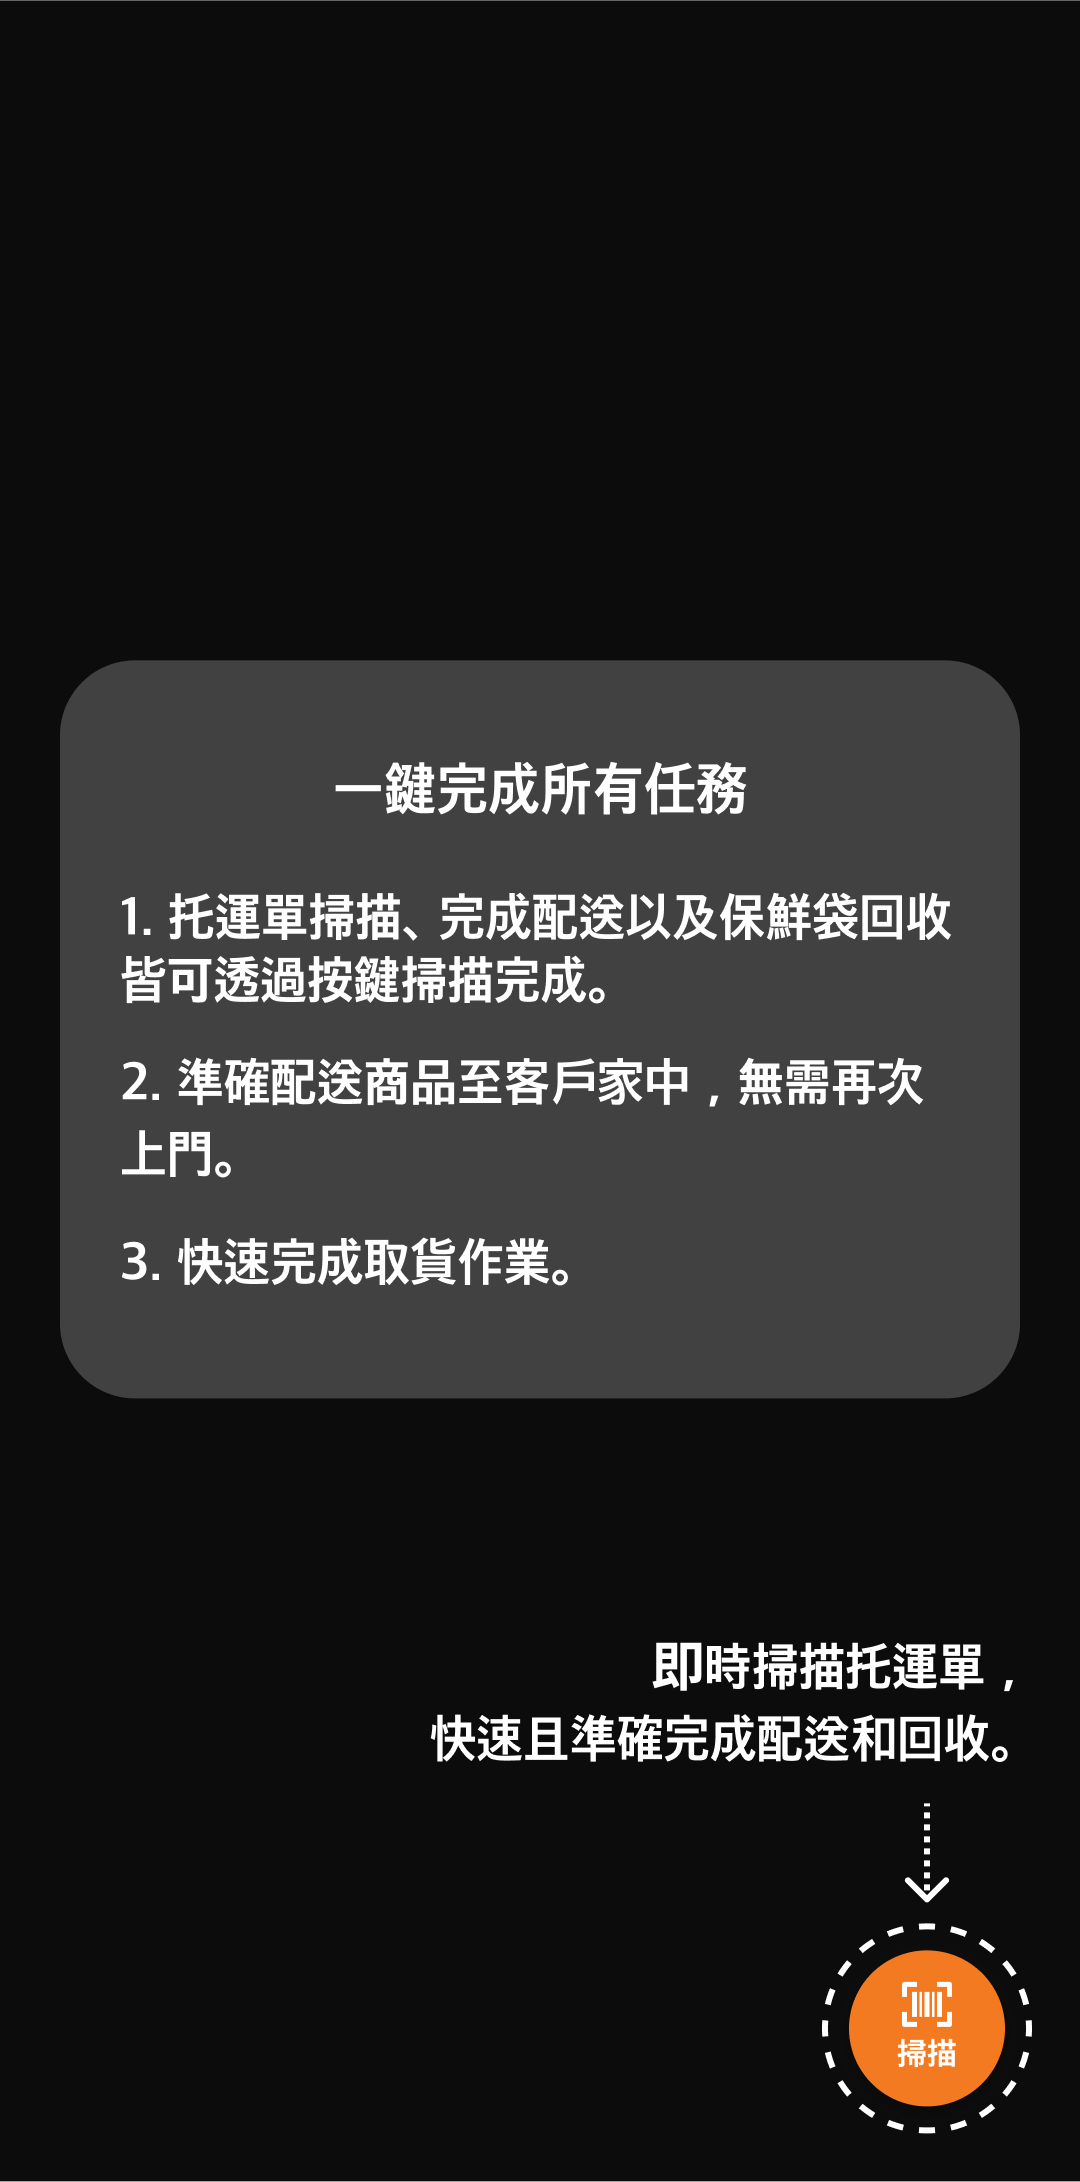 一鍵完成所有任務
1. 托運單掃描、完成配送以及保鮮袋回收
皆可透過按鍵掃描完成。
2. 準確配送商品至客戶家中，無需再次
上門。
3. 快速完成取貨作業。
即時掃描托運單，
快速且準確完成配送和回收。
掃描